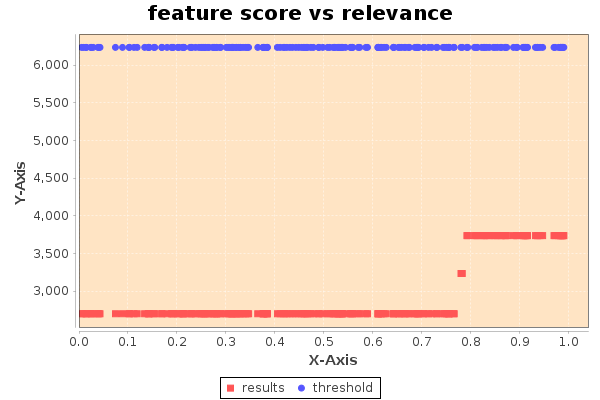 feature score vs relevance
Y-Axis
6,000
5,500
5,000
4,500
4,000
3,500
3,000
0.0 0.1 0.2 0.3 0.4 0.5 0.6 0.7 0.8 0.9 1.0
X-Axis
results threshold